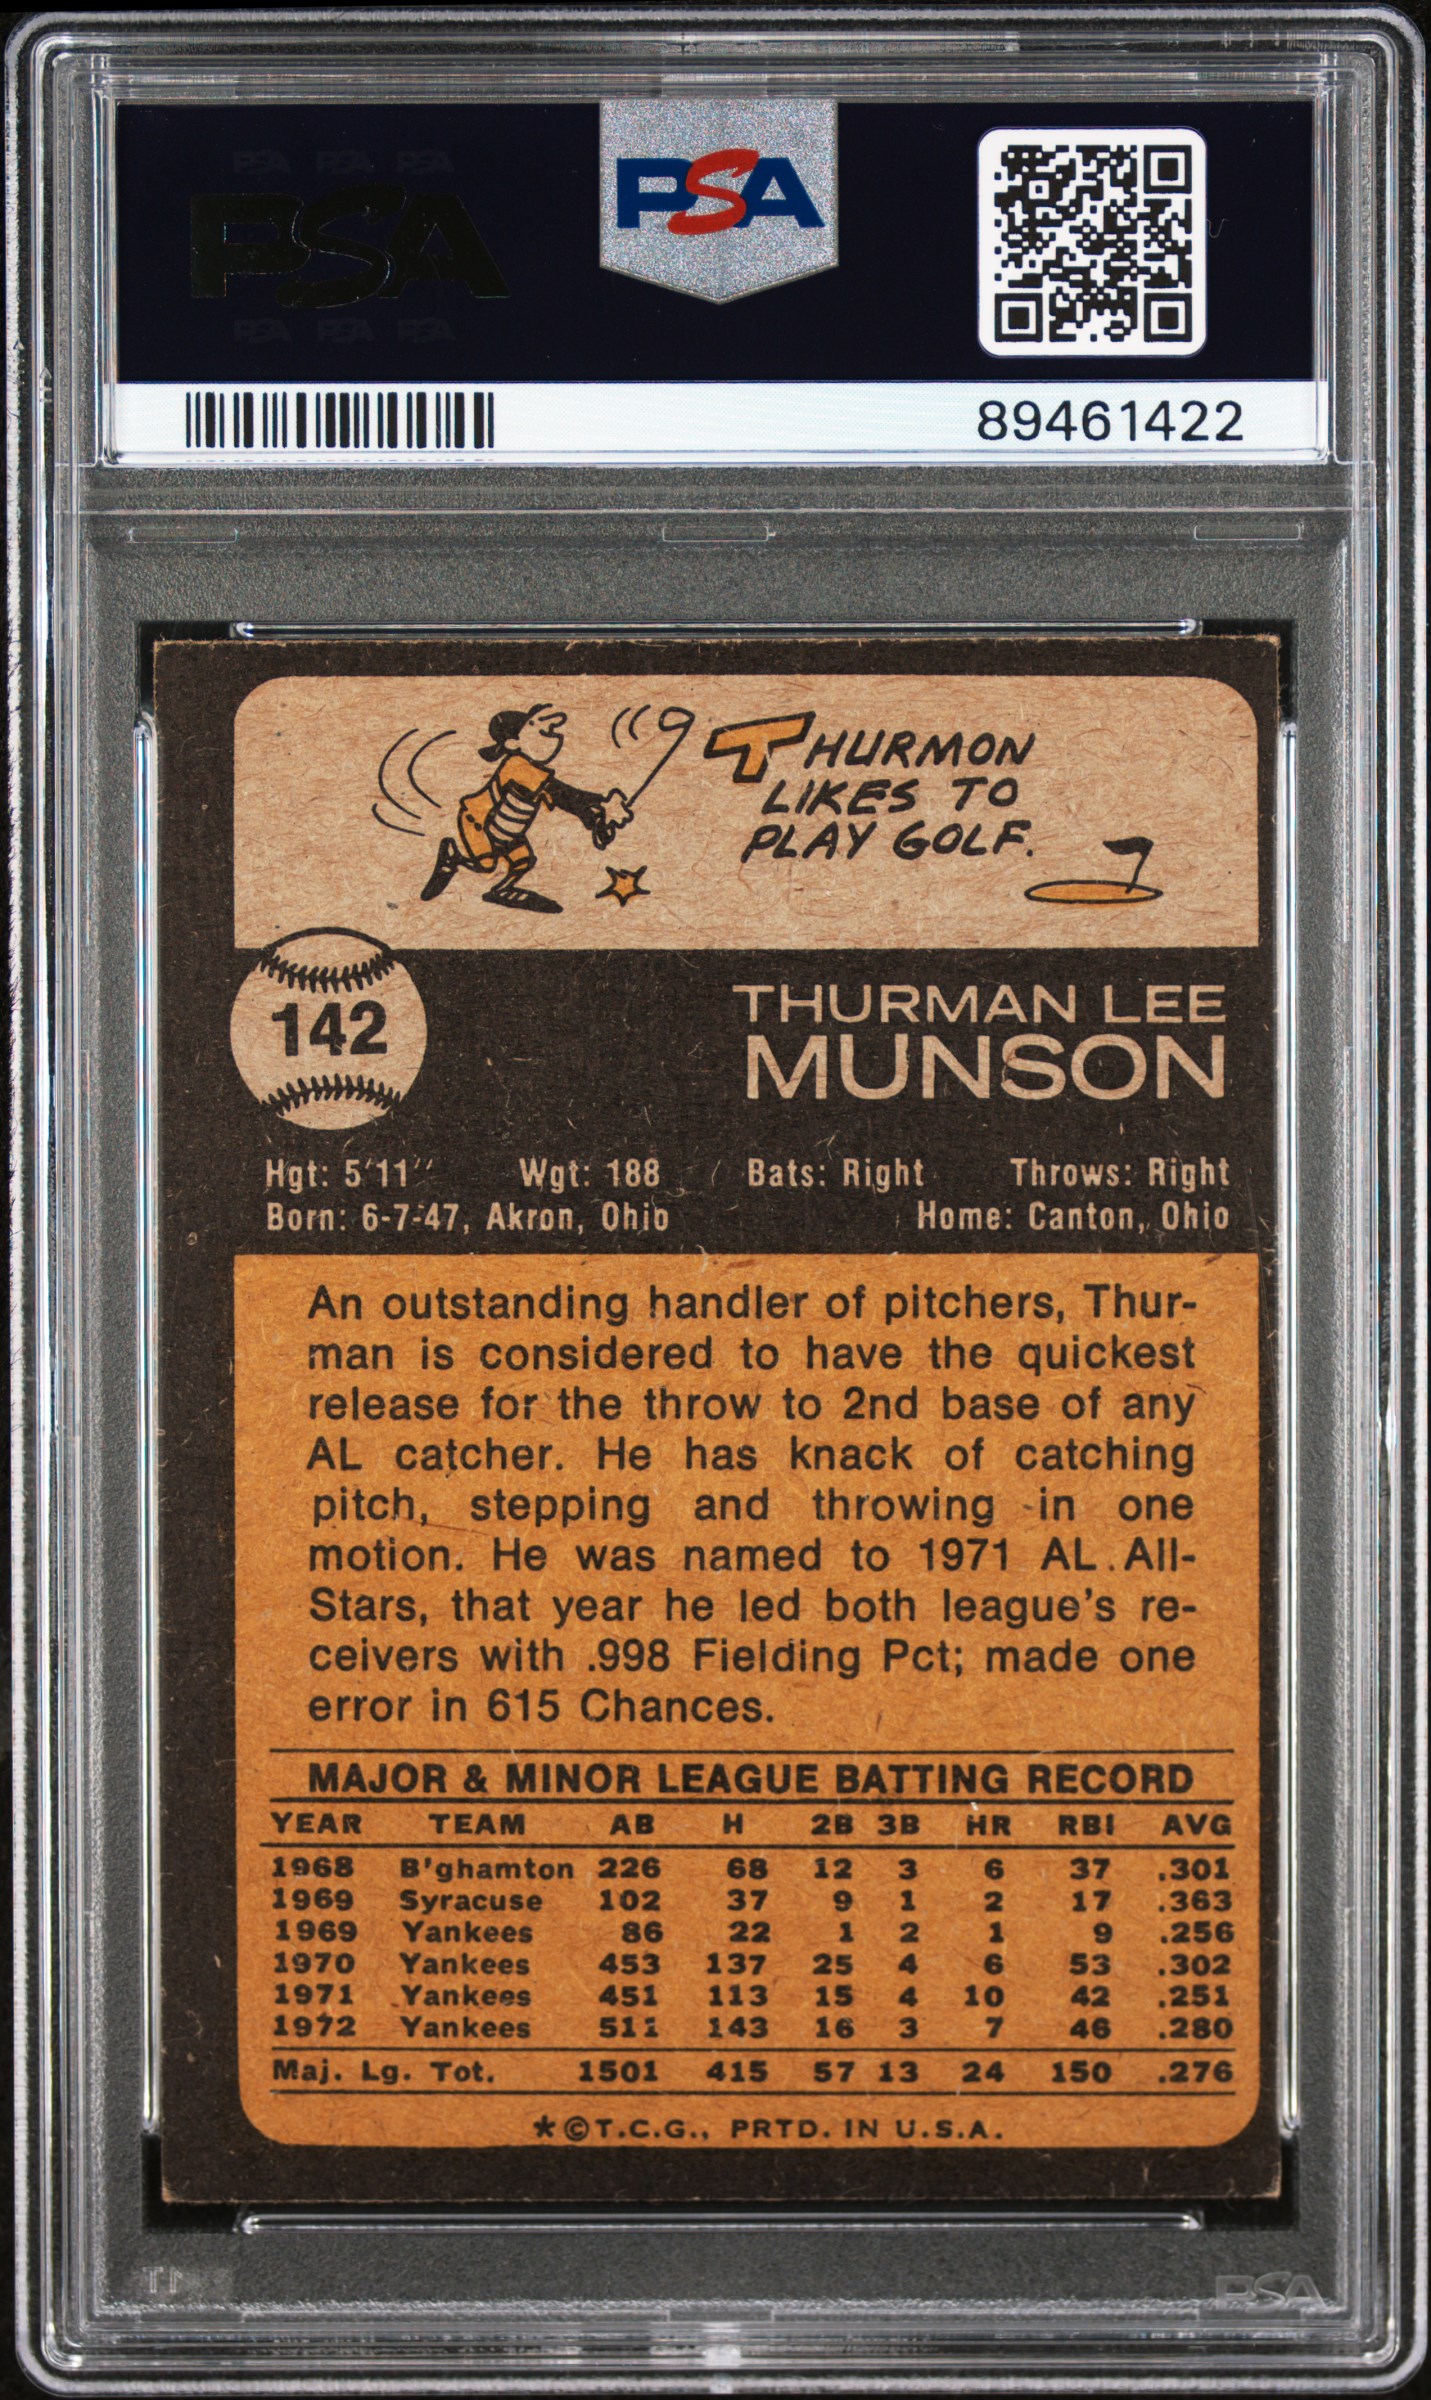 PSA PSA PSA
PSA
PSA PSA PSA
PSA
89461422
THURMON
LIKES TO
PLAY GOLF.
142
THURMAN LEE
MUNSON
Hgt: 5'11'' Wgt: 188 Bats: Right Throws: Right
Born: 6-7-47, Akron, Ohio Home: Canton, Ohio
An outstanding handler of pitchers, Thur-
man is considered to have the quickest
release for the throw to 2nd base of any
AL catcher. He has knack of catching
pitch, stepping and throwing in one
motion. He was named to 1971 AL All-
Stars, that year he led both league's re-
ceivers with .998 Fielding Pct; made one
error in 615 Chances.
MAJOR & MINOR LEAGUE BATTING RECORD
YEAR TEAM AB H 2B 3B HR RBI AVG
1968 B'ghamton 226 68 12 3 6 37 .301
1969 Syracuse 102 37 9 1 2 17 .363
1969 Yankees 86 22 1 2 1 9 .256
1970 Yankees 453 137 25 4 6 53 .302
1971 Yankees 451 113 15 4 10 42 .251
1972 Yankees 511 143 16 3 7 46 .280
Maj. Lg. Tot. 1501 415 57 13 24 150 .276
*©T.C.G., PRTD. IN U.S.A.
PSA